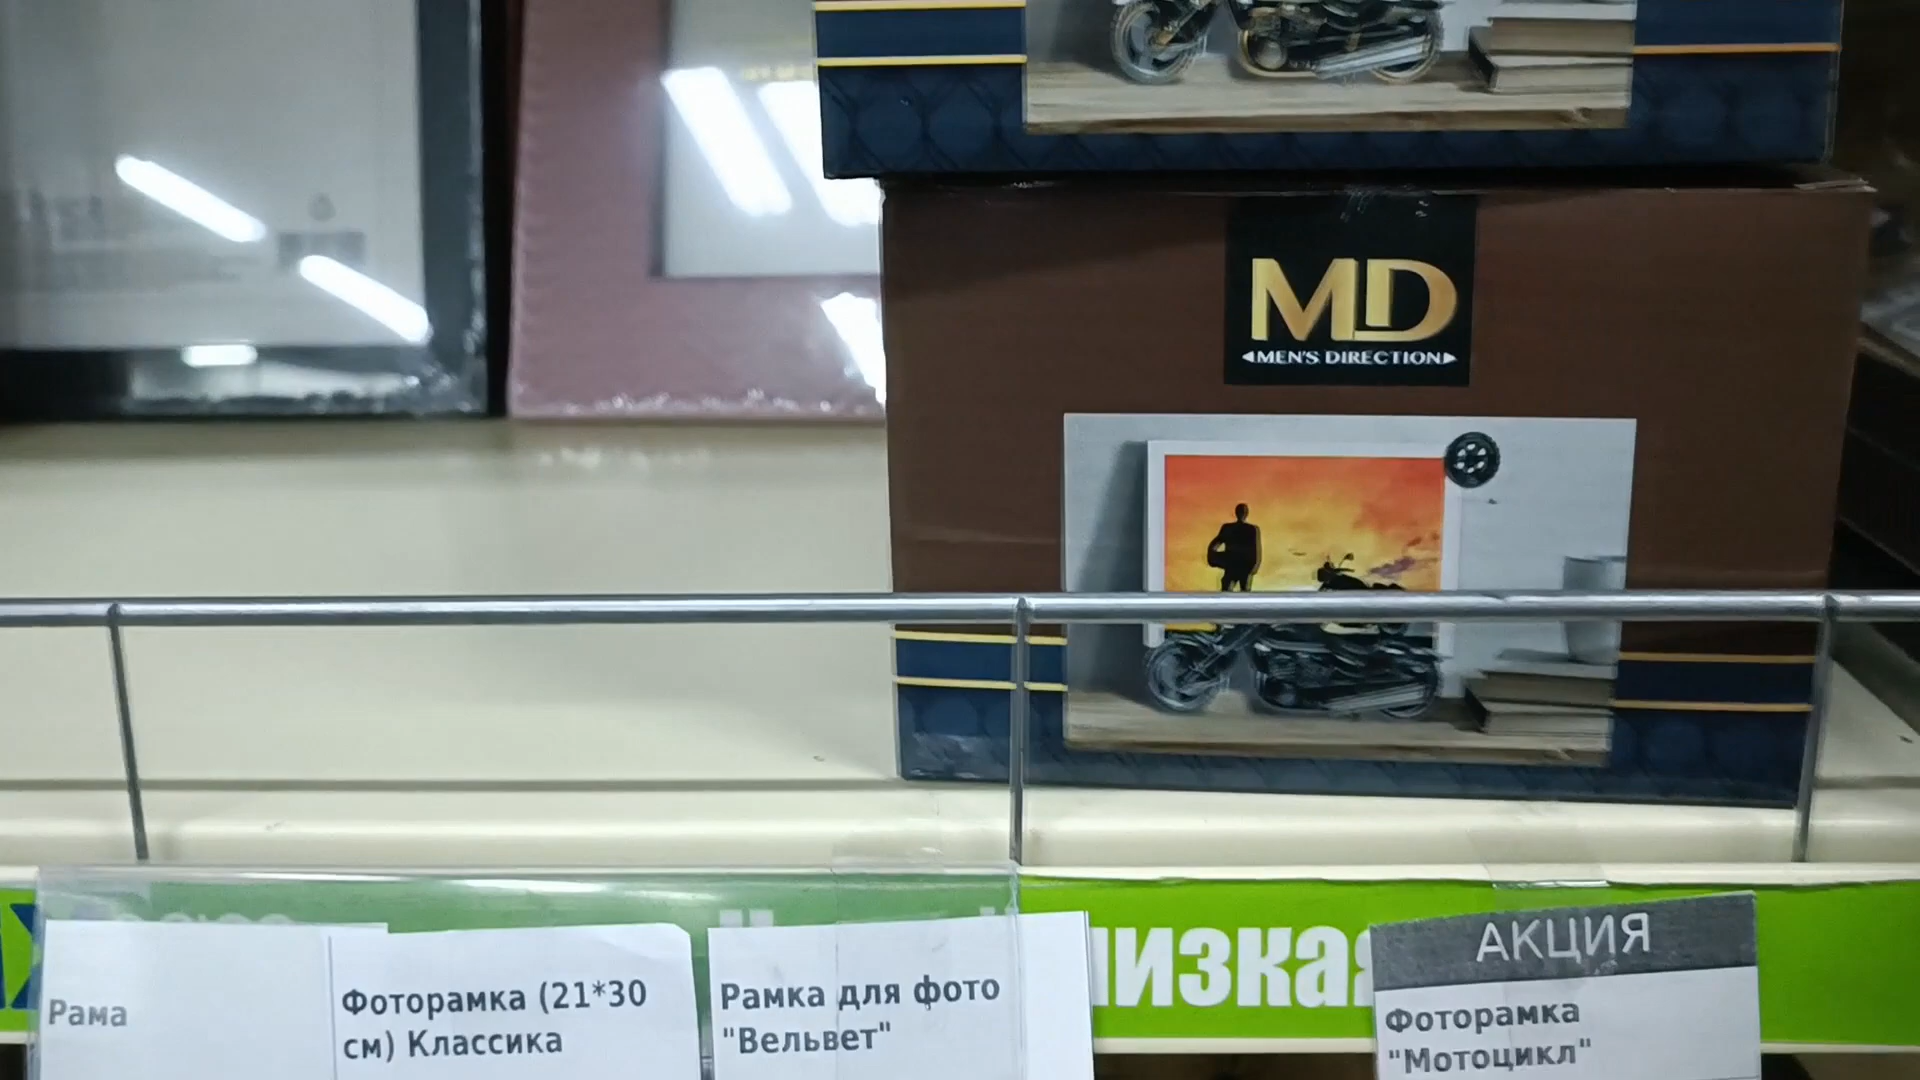 MD
MEN'S DIRECTION
низкая
АКЦИЯ
Рама
Фоторамка (21*30
см) Классика
Рамка для фото
"Вельвет"
Фоторамка
"Мотоцикл"